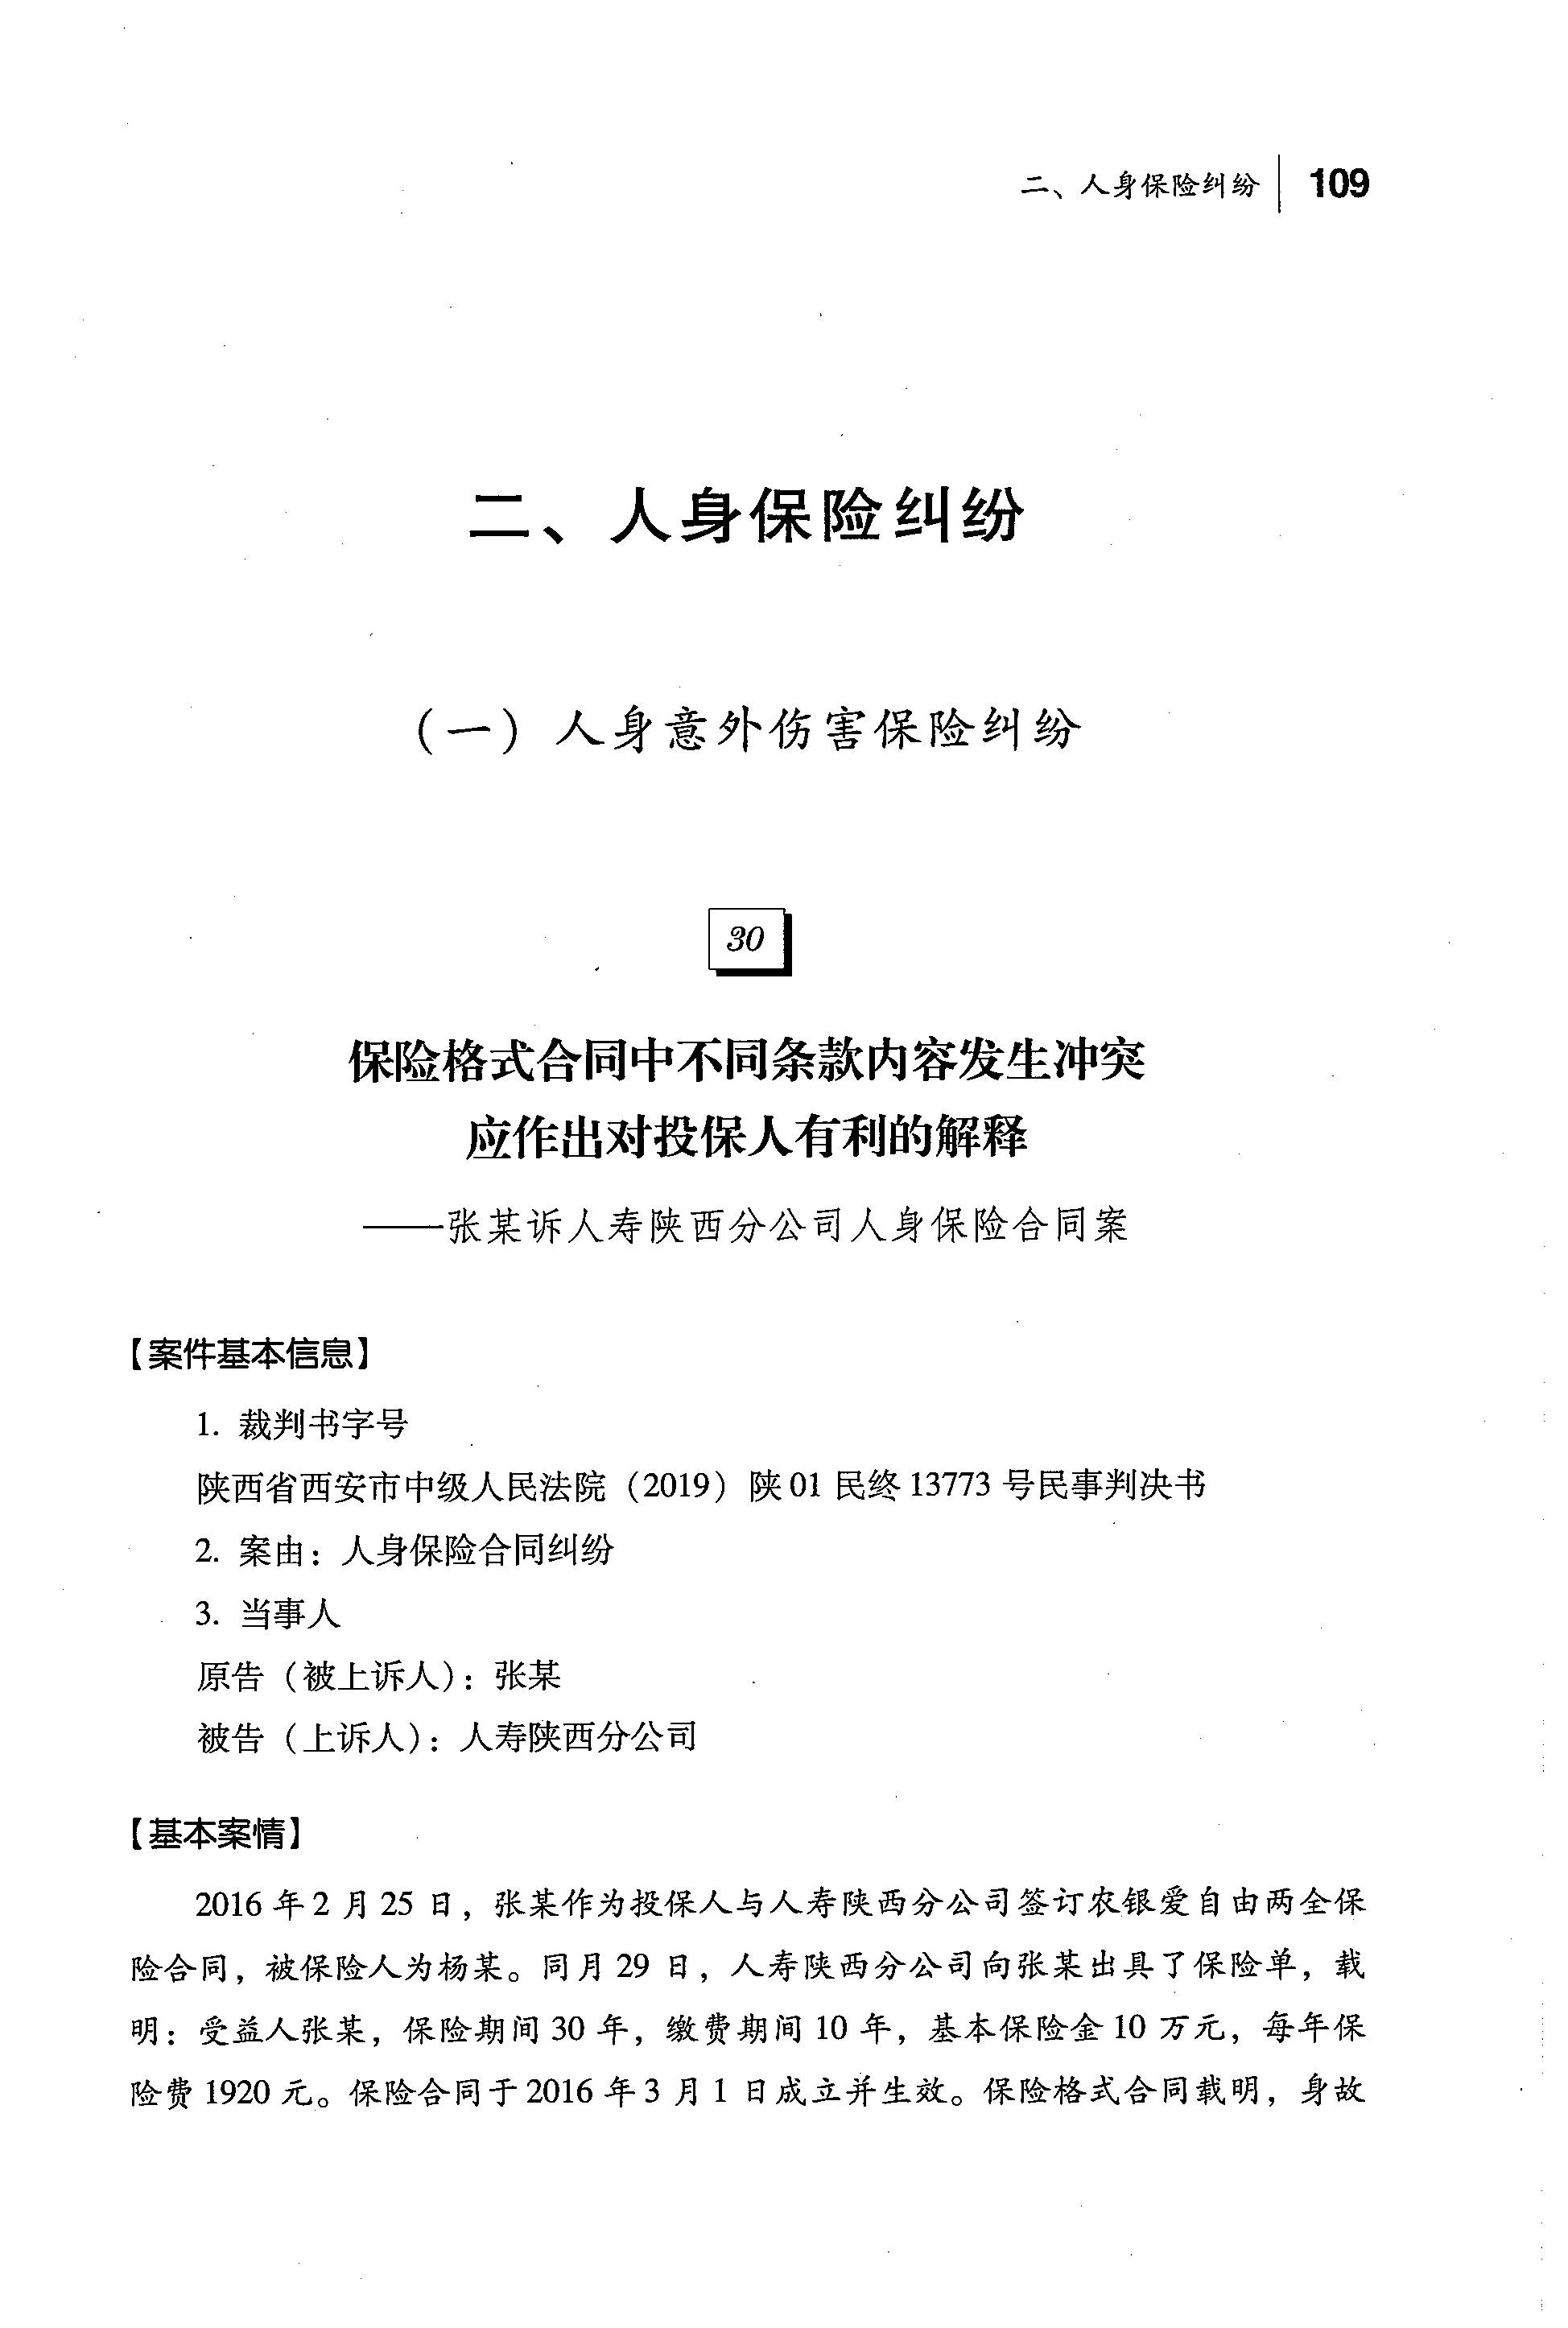 二、人身保险纠纷 109
二、人身保险纠纷
（一）人身意外伤害保险纠纷
30
保险格式合同中不同条款内容发生冲突
应作出对投保人有利的解释
——张某诉人寿陕西分公司人身保险合同案
【案件基本信息】
1. 裁判书字号
陕西省西安市中级人民法院（2019）陕01民终13773号民事判决书
2. 案由：人身保险合同纠纷
3. 当事人
原告（被上诉人）：张某
被告（上诉人）：人寿陕西分公司
【基本案情】
2016年2月25日，张某作为投保人与人寿陕西分公司签订农银爱自由两全保
险合同，被保险人为杨某。同月29日，人寿陕西分公司向张某出具了保险单，载
明：受益人张某，保险期间30年，缴费期间10年，基本保险金10万元，每年保
险费1920元。保险合同于2016年3月1日成立并生效。保险格式合同载明，身故